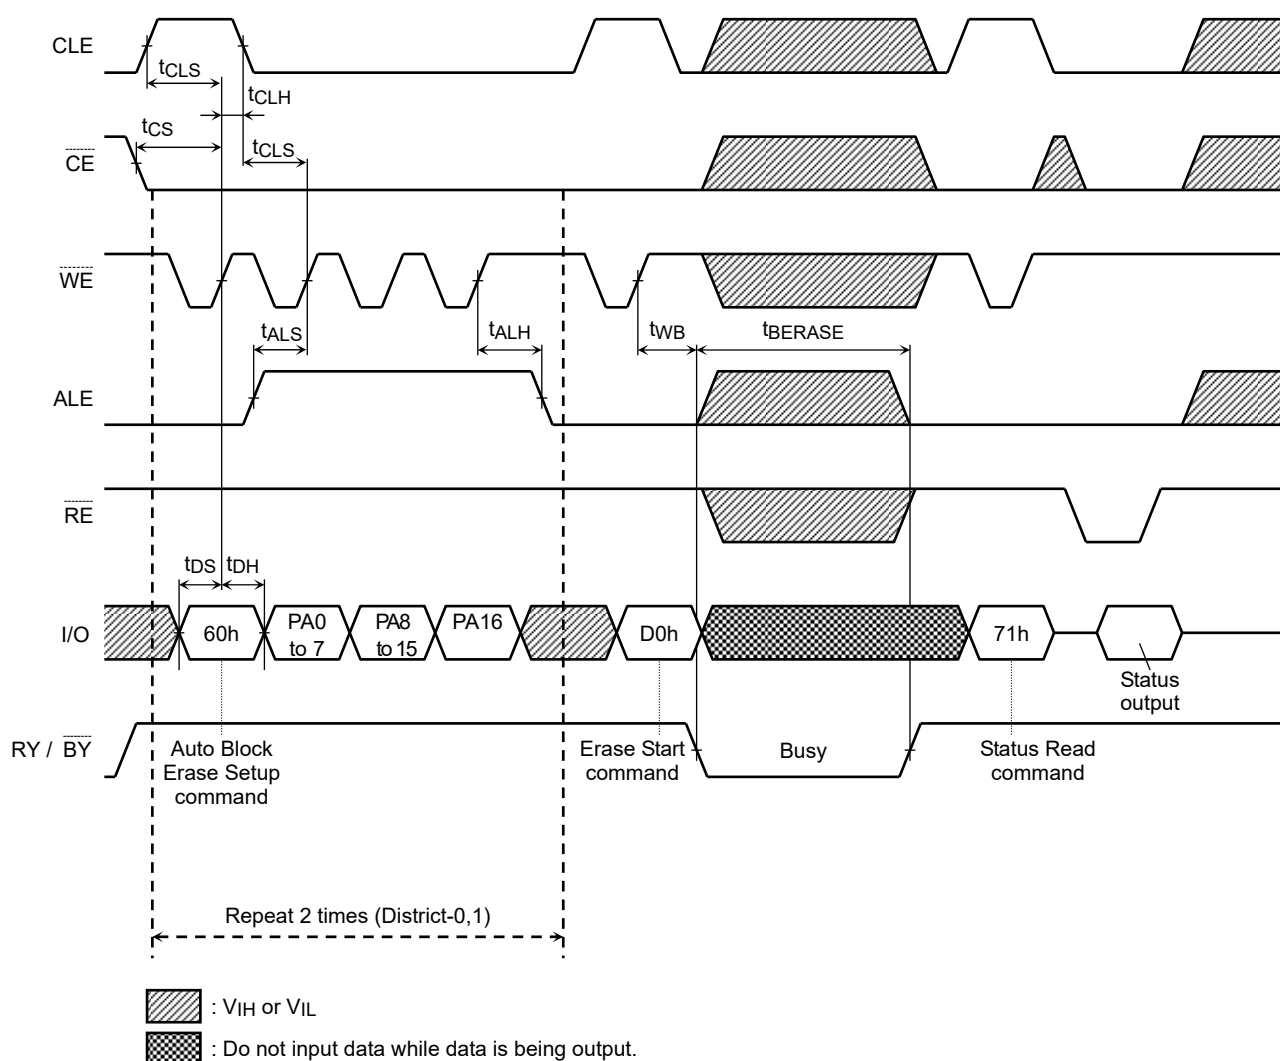 CLE
tCLS
tCLH
tCS
CE
tCLS
WE
tALS
tALH
tWB
tBERASE
ALE
RE
tDS
tDH
I/O
60h
PA0
to 7
PA8
to 15
PA16
D0h
71h
Status
output
RY / BY
Auto Block
Erase Setup
command
Erase Start
command
Busy
Status Read
command
Repeat 2 times (District-0,1)
: VIH or VIL
: Do not input data while data is being output.